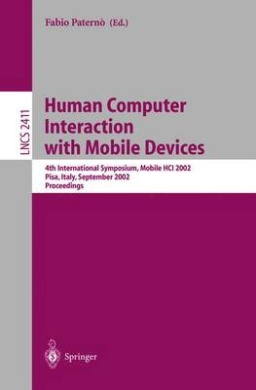 Fabio Paternò (Ed.)
LNCS 2411
Human Computer
Interaction
with Mobile Devices
4th International Symposium, Mobile HCI 2002
Pisa, Italy, September 2002
Proceedings
Springer